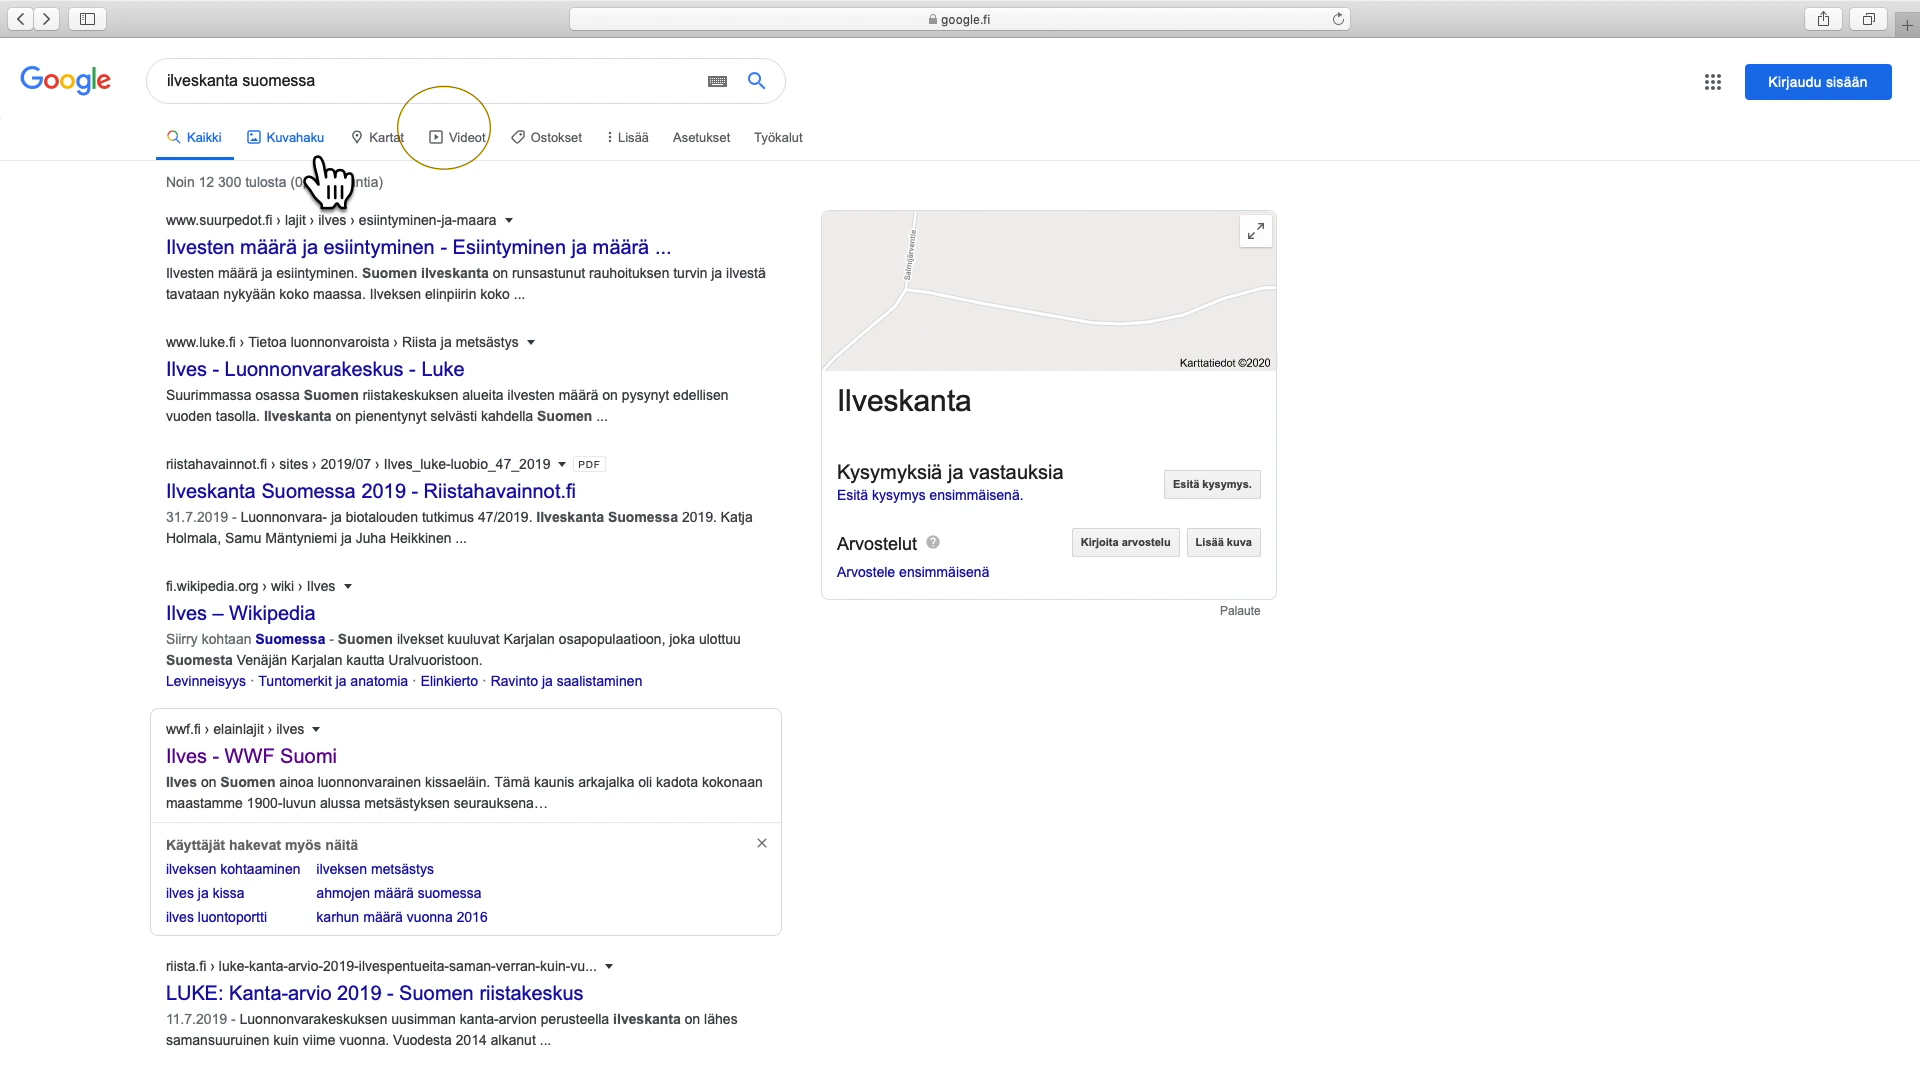 google.fi
Google
ilveskanta suomessa
Kirjaudu sisään
Kaikki Kuvahaku Kartat Videot Ostokset Lisää Asetukset Työkalut
Noin 12 300 tulosta (0,
www.suurpedot.fi › lajit › ilves › esiintyminen-ja-maara
Ilvesten määrä ja esiintyminen - Esiintyminen ja määrä ...
Ilvesten määrä ja esiintyminen. Suomen ilveskanta on runsastunut rauhoituksen turvin ja ilvestä
tavataan nykyään koko maassa. Ilveksen elinpiirin koko ...
www.luke.fi › Tietoa luonnonvaroista › Riista ja metsästys
Ilves - Luonnonvarakeskus - Luke
Suurimmassa osassa Suomen riistakeskuksen alueita ilvesten määrä on pysynyt edellisen
vuoden tasolla. Ilveskanta on pienentynyt selvästi kahdella Suomen ...
riistahavainnot.fi › sites › 2019/07 › Ilves_luke-luobio_47_2019 PDF
Ilveskanta Suomessa 2019 - Riistahavainnot.fi
31.7.2019 - Luonnonvara- ja biotalouden tutkimus 47/2019. Ilveskanta Suomessa 2019. Katja
Holmala, Samu Mäntyniemi ja Juha Heikkinen ...
fi.wikipedia.org › wiki › Ilves
Ilves – Wikipedia
Siirry kohtaan Suomessa - Suomen ilvekset kuuluvat Karjalan osapopulaatioon, joka ulottuu
Suomesta Venäjän Karjalan kautta Uralvuoristoon.
Levinneisyys · Tuntomerkit ja anatomia · Elinkierto · Ravinto ja saalistaminen
wwf.fi › elainlajit › ilves
Ilves - WWF Suomi
Ilves on Suomen ainoa luonnonvarainen kissaeläin. Tämä kaunis arkajalka oli kadota kokonaan
maastamme 1900-luvun alussa metsästyksen seurauksena…
Käyttäjät hakevat myös näitä
ilveksen kohtaaminen ilveksen metsästys
ilves ja kissa ahmojen määrä suomessa
ilves luontoportti karhun määrä vuonna 2016
riista.fi › luke-kanta-arvio-2019-ilvespentueita-saman-verran-kuin-vu...
LUKE: Kanta-arvio 2019 - Suomen riistakeskus
11.7.2019 - Luonnonvarakeskuksen uusimman kanta-arvion perusteella ilveskanta on lähes
samansuuruinen kuin viime vuonna. Vuodesta 2014 alkanut ...
Salmijärventie
Karttatiedot ©2020
Ilveskanta
Kysymyksiä ja vastauksia
Esitä kysymys ensimmäisenä.
Esitä kysymys.
Arvostelut
Kirjoita arvostelu Lisää kuva
Arvostele ensimmäisenä
Palaute